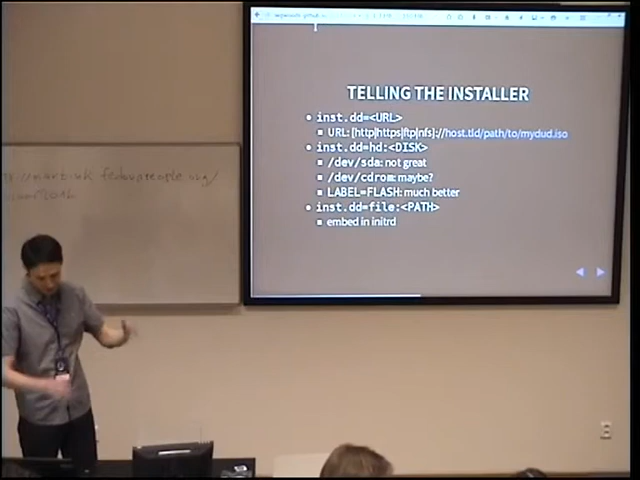 TELLING THE INSTALLER
inst.dd=<URL>
URL: [http|https|ftp|nfs]://host.tld/path/to/mydud.iso
inst.dd=hd:<DISK>
/dev/sda: not great
/dev/cdrom: maybe?
LABEL=FLASH: much better
inst.dd=file:<PATH>
embed in initrd